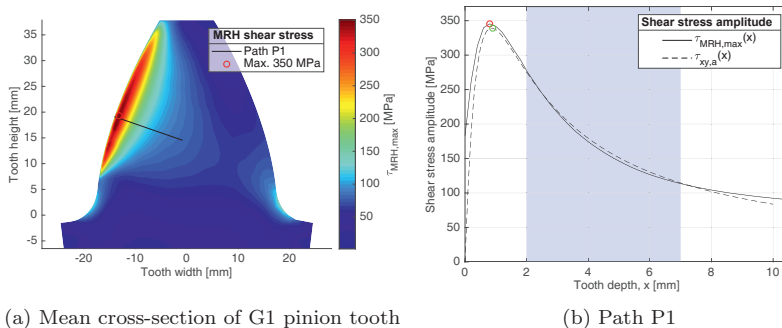 MRH shear stress
Path P1
Max. 350 MPa
Tooth height [mm]
35
30
25
20
15
10
5
0
-5
-20
-10
0
10
20
Tooth width [mm]
350
300
250
200
150
100
50
τMRH,max [MPa]
Shear stress amplitude
τMRH,max(x)
τxy,a(x)
Shear stress amplitude [MPa]
350
300
250
200
150
100
50
0
0
2
4
6
8
10
Tooth depth, x [mm]
(a) Mean cross-section of G1 pinion tooth
(b) Path P1